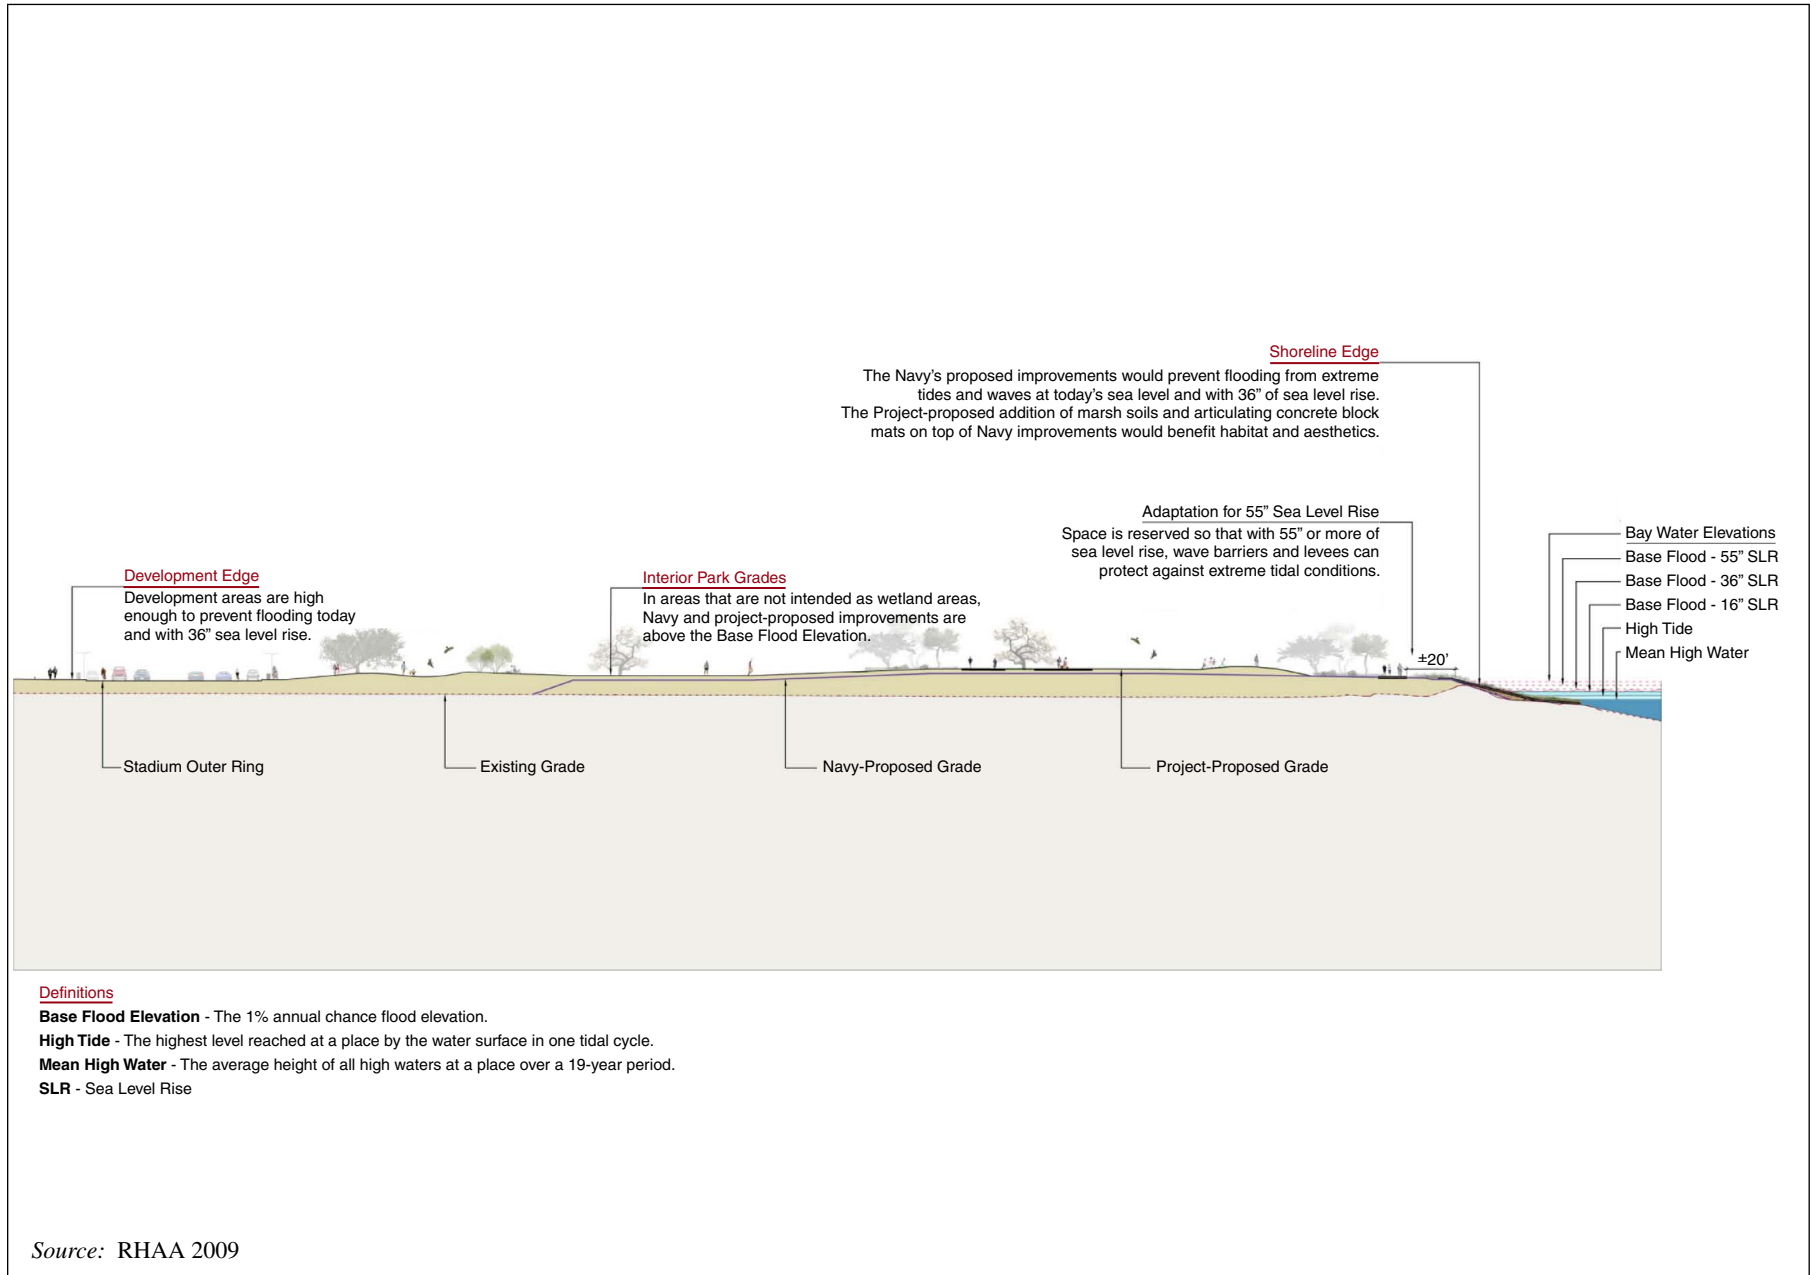 Shoreline Edge
The Navy’s proposed improvements would prevent flooding from extreme
tides and waves at today’s sea level and with 36” of sea level rise.
The Project-proposed addition of marsh soils and articulating concrete block
mats on top of Navy improvements would benefit habitat and aesthetics.
Adaptation for 55” Sea Level Rise
Space is reserved so that with 55” or more of
sea level rise, wave barriers and levees can
protect against extreme tidal conditions.
Bay Water Elevations
Base Flood - 55” SLR
Base Flood - 36” SLR
Base Flood - 16” SLR
High Tide
Mean High Water
Development Edge
Development areas are high
enough to prevent flooding today
and with 36” sea level rise.
Interior Park Grades
In areas that are not intended as wetland areas,
Navy and project-proposed improvements are
above the Base Flood Elevation.
±20’
Stadium Outer Ring
Existing Grade
Navy-Proposed Grade
Project-Proposed Grade
Definitions
Base Flood Elevation - The 1% annual chance flood elevation.
High Tide - The highest level reached at a place by the water surface in one tidal cycle.
Mean High Water - The average height of all high waters at a place over a 19-year period.
SLR - Sea Level Rise
Source: RHAA 2009